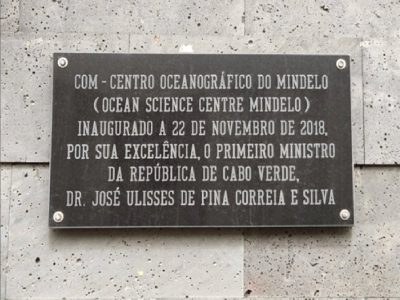 COM - CENTRO OCEANOGRÁFICO DO MINDELO
( OCEAN SCIENCE CENTRE MINDELO )
INAUGURADO A 22 DE NOVEMBRO DE 2018,
POR SUA EXCELÊNCIA, O PRIMEIRO MINISTRO
DA REPÚBLICA DE CABO VERDE,
DR. JOSÉ ULISSES DE PINA CORREIA E SILVA